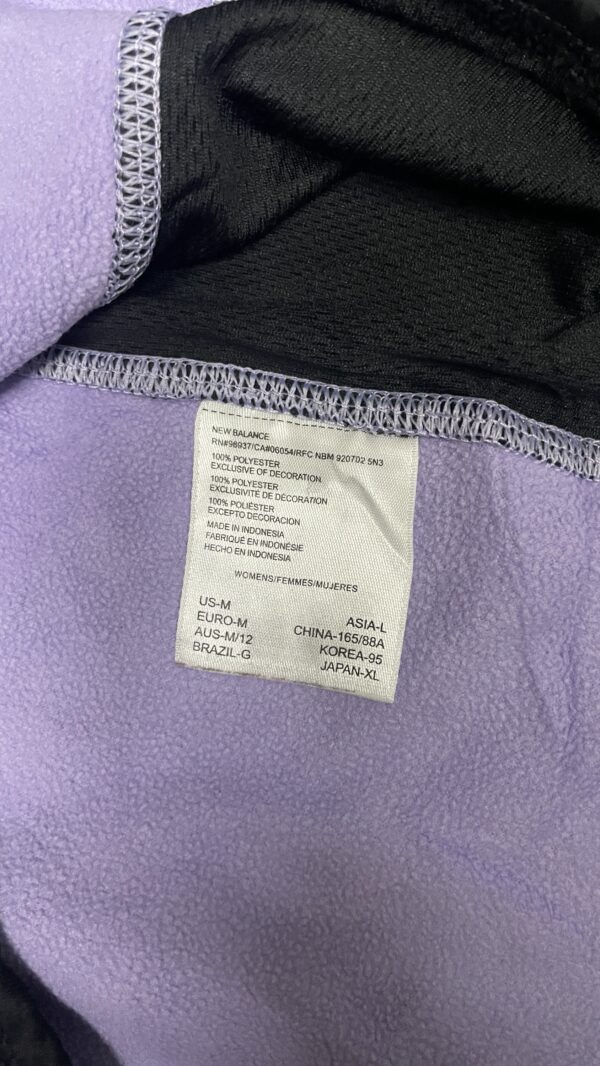 NEW BALANCE
RN#98937/CA#06054/RFC NBM 920702 5N3
100% POLYESTER
EXCLUSIVE OF DECORATION
100% POLYESTER
EXCLUSIVITÉ DE DÉCORATION
100% POLIÉSTER
EXCEPTO DECORACION
MADE IN INDONESIA
FABRIQUÉ EN INDONÉSIE
HECHO EN INDONESIA
WOMENS/FEMMES/MUJERES
US-M
EURO-M
AUS-M/12
BRAZIL-G
ASIA-L
CHINA-165/88A
KOREA-95
JAPAN-XL